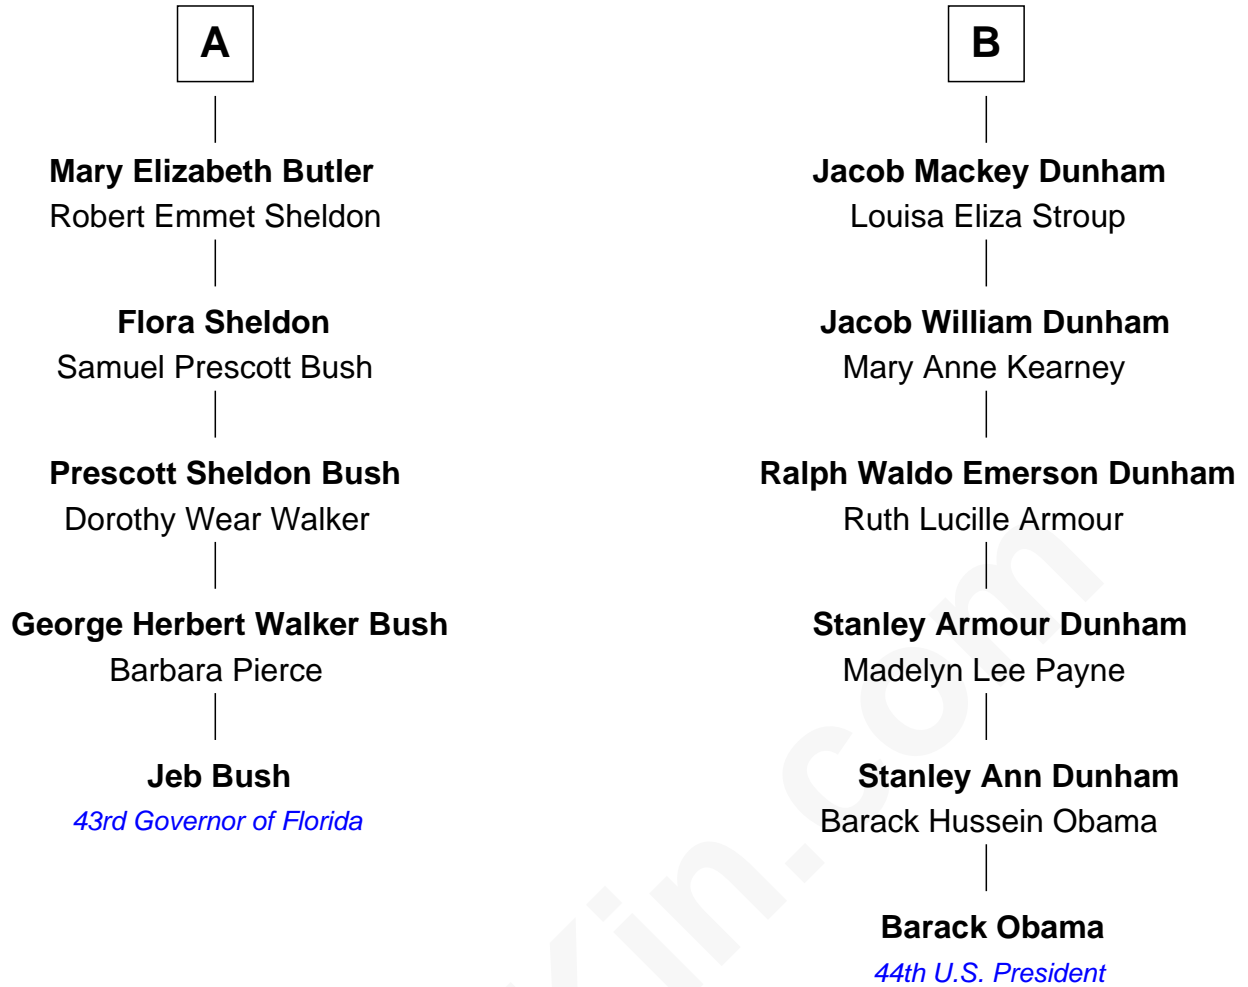 A
Mary Elizabeth Butler
Robert Emmet Sheldon
Flora Sheldon
Samuel Prescott Bush
Prescott Sheldon Bush
Dorothy Wear Walker
George Herbert Walker Bush
Barbara Pierce
Jeb Bush
43rd Governor of Florida
B
Jacob Mackey Dunham
Louisa Eliza Stroup
Jacob William Dunham
Mary Anne Kearney
Ralph Waldo Emerson Dunham
Ruth Lucille Armour
Stanley Armour Dunham
Madelyn Lee Payne
Stanley Ann Dunham
Barack Hussein Obama
Barack Obama
44th U.S. President
Kin.com